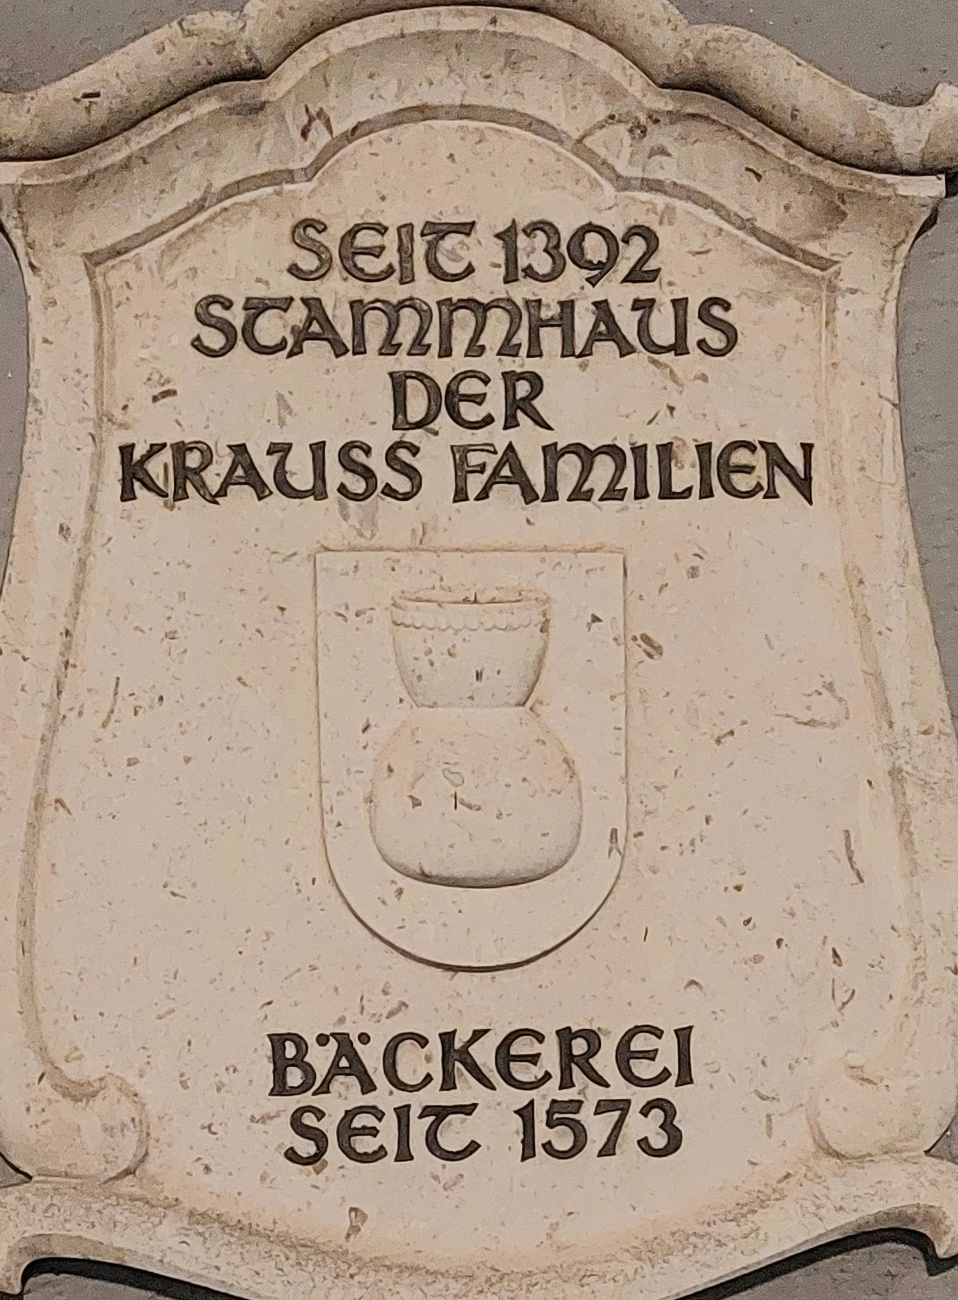 SEIT 1392
STAMMHAUS
DER
KRAUSS FAMILIEN
BÄCKEREI
SEIT 1573